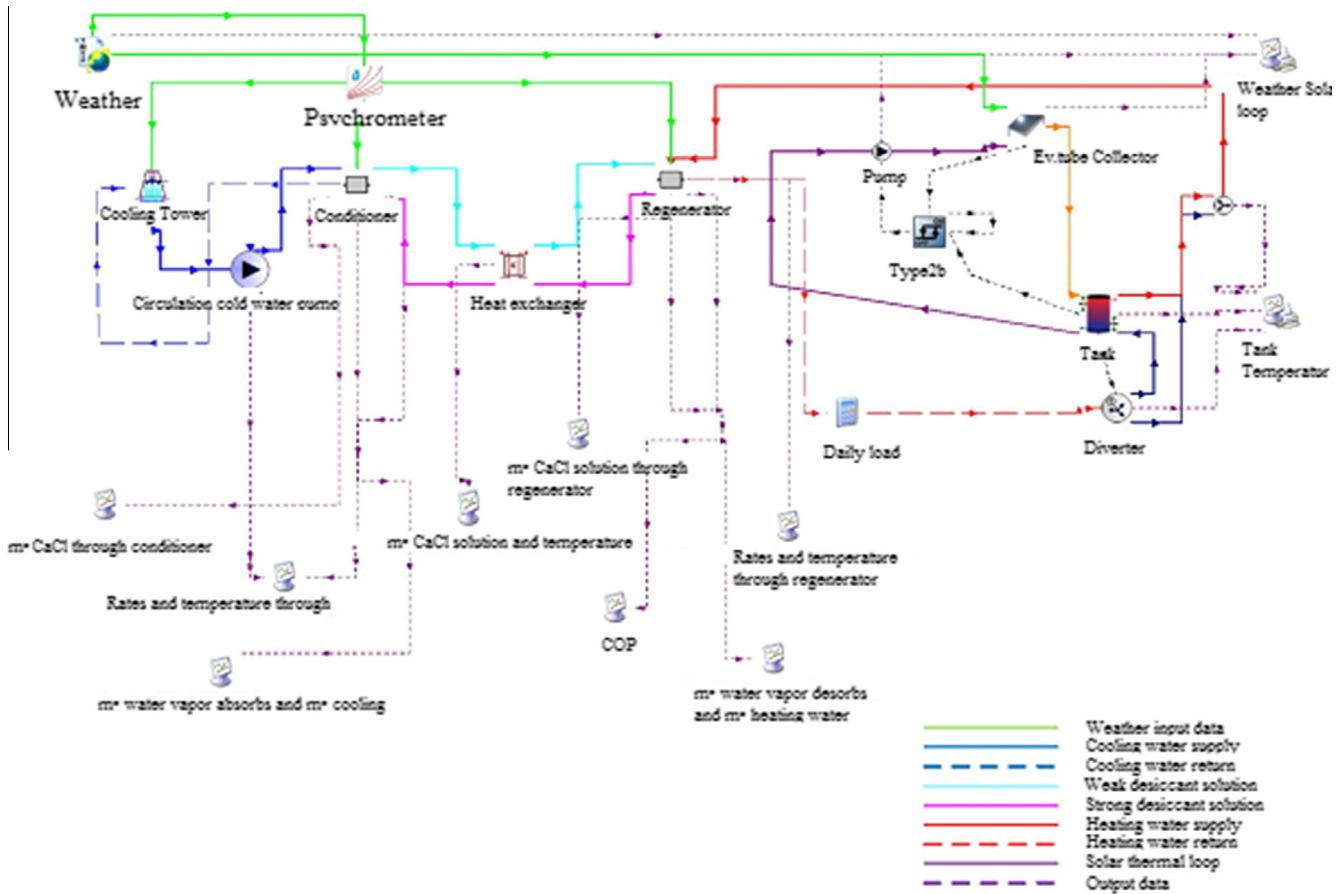 Weather
Psvchrometer
Weather Sola
loop
Ev.tube Collector
Pump
Cooling Tower
Conditioner
Regenerator
Type2b
Circulation cold water oumo
Heat exchanger
Task
Tank
Temperatur
Daily load
Diverter
m• CaCl solution through
regenerator
m• CaCl through conditioner
m• CaCl solution and temperature
Rates and temperature
through regenerator
Rates and temperature through
COP
m• water vapor absorbs and m• cooling
m• water vapor desorbs
and m• heating water
Weather input data
Cooling water supply
Cooling water return
Weak desiccant solution
Strong desiccant solution
Heating water supply
Heating water return
Solar thermal loop
Output data